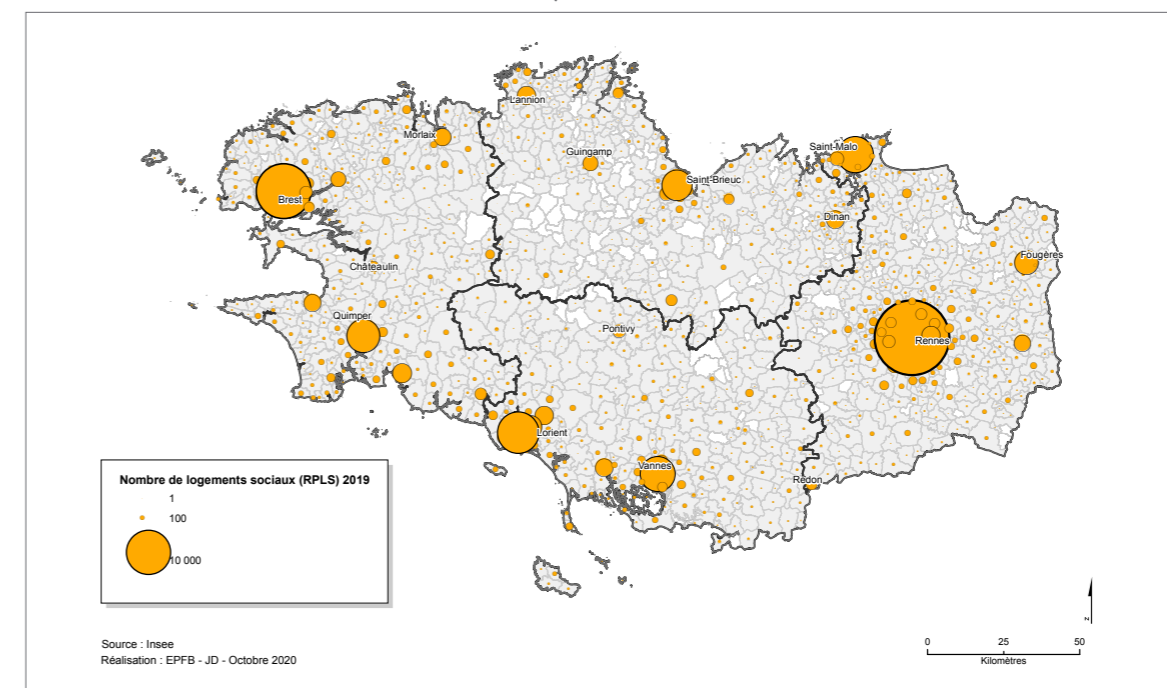 Lannion
Morlaix
Guingamp
Saint-Malo
Saint-Brieuc
Brest
Dinan
Fougères
Châteaulin
Quimper
Pontivy
Rennes
Lorient
Vannes
Redon
Nombre de logements sociaux (RPLS) 2019
1
100
10 000
Source : Insee
Réalisation : EPFB - JD - Octobre 2020
N
0 25 50
Kilomètres